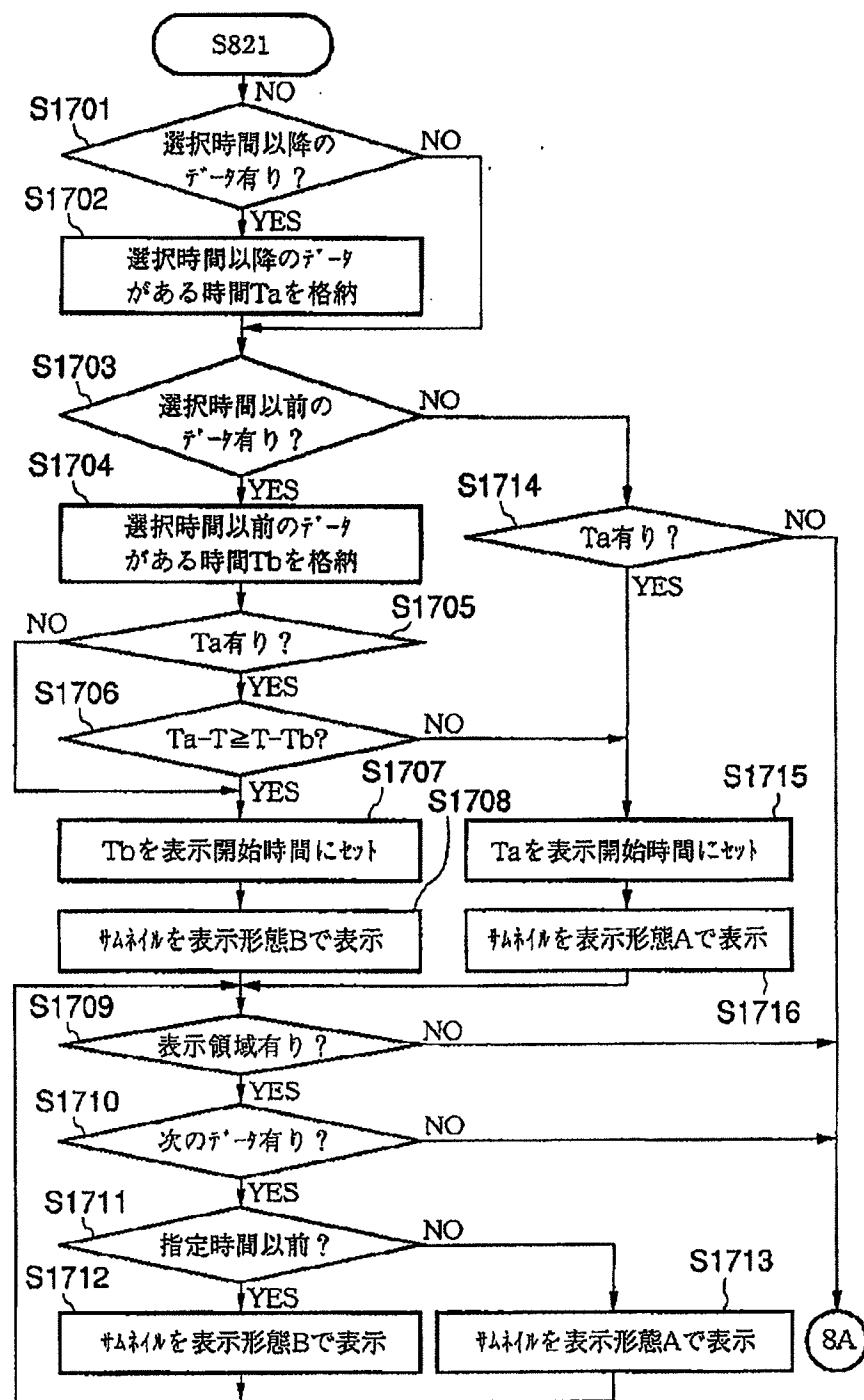 S821
NO
S1701
選択時間以降の
ﾃﾞｰﾀ有り?
NO
S1702
YES
選択時間以降のﾃﾞｰﾀ
がある時間Taを格納
S1703
選択時間以前の
ﾃﾞｰﾀ有り?
NO
S1704
YES
選択時間以前のﾃﾞｰﾀ
がある時間Tbを格納
S1714
Ta有り?
NO
YES
S1705
NO
Ta有り?
YES
S1706
Ta-T≧T-Tb?
NO
YES
S1707
S1708
S1715
Tbを表示開始時間にｾｯﾄ
Taを表示開始時間にｾｯﾄ
ｻﾑﾈｲﾙを表示形態Bで表示
ｻﾑﾈｲﾙを表示形態Aで表示
S1716
S1709
表示領域有り?
NO
YES
S1710
次のﾃﾞｰﾀ有り?
NO
YES
S1711
指定時間以前?
NO
S1712
YES
S1713
ｻﾑﾈｲﾙを表示形態Bで表示
ｻﾑﾈｲﾙを表示形態Aで表示
8A